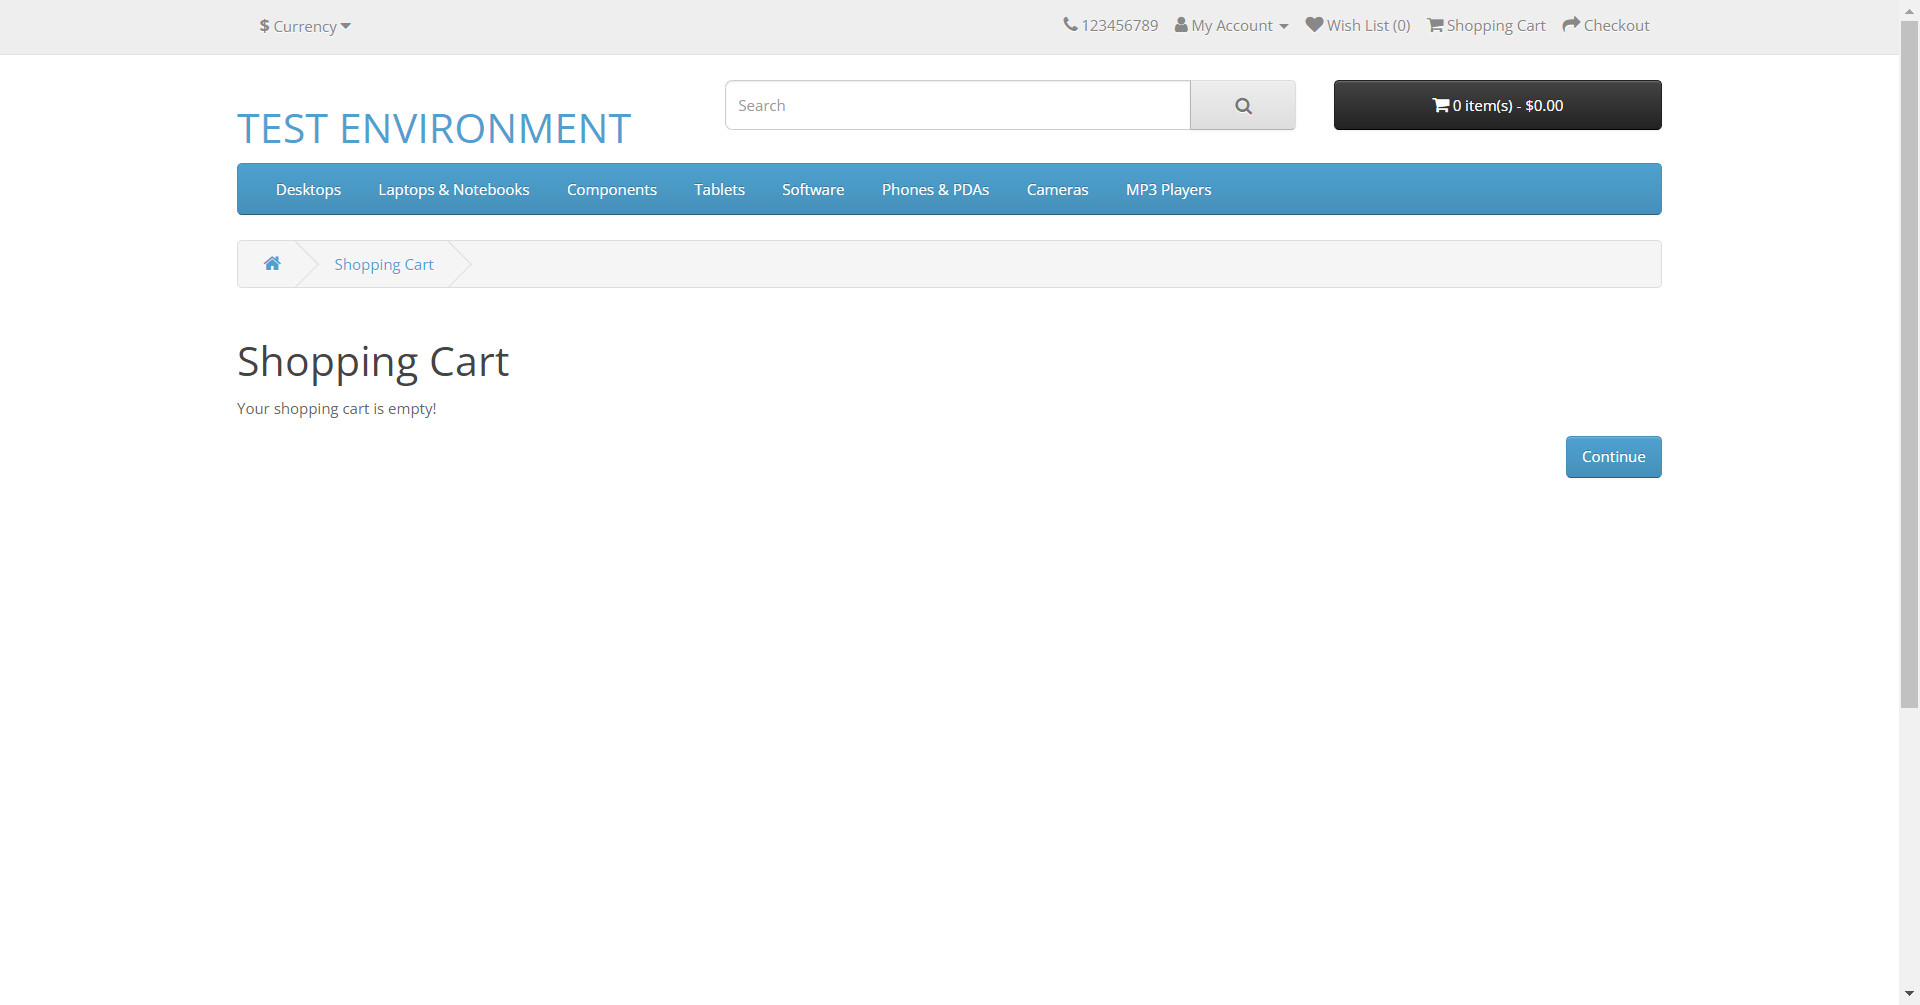 $ Currency
123456789 My Account Wish List (0) Shopping Cart Checkout
TEST ENVIRONMENT
Search
0 item(s) - $0.00
Desktops Laptops & Notebooks Components Tablets Software Phones & PDAs Cameras MP3 Players
Shopping Cart
Shopping Cart
Your shopping cart is empty!
Continue